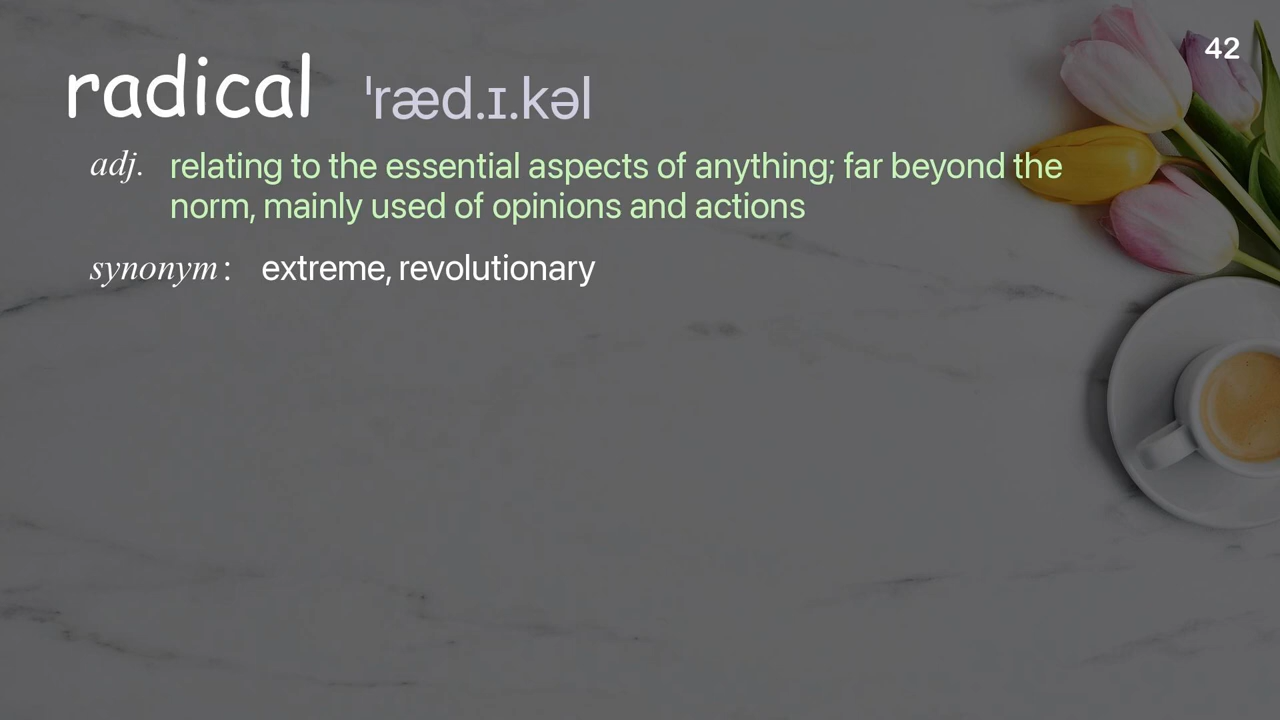 42
radical ˈræd.ɪ.kəl
adj. relating to the essential aspects of anything; far beyond the
norm, mainly used of opinions and actions
synonym: extreme, revolutionary